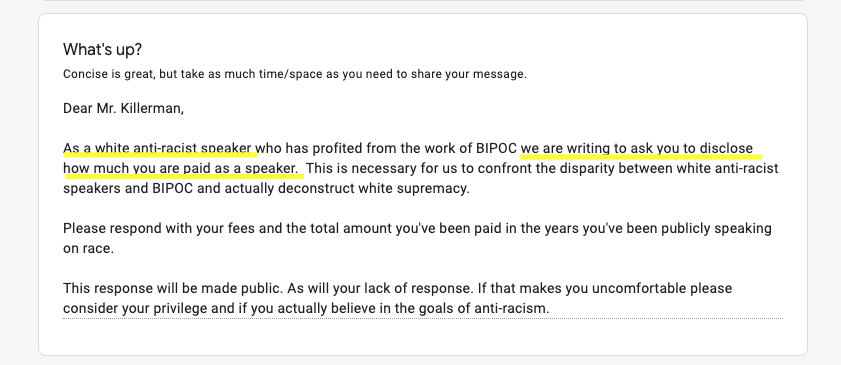 What's up?
Concise is great, but take as much time/space as you need to share your message.
Dear Mr. Killerman,
As a white anti-racist speaker who has profited from the work of BIPOC we are writing to ask you to disclose
how much you are paid as a speaker. This is necessary for us to confront the disparity between white anti-racist
speakers and BIPOC and actually deconstruct white supremacy.
Please respond with your fees and the total amount you've been paid in the years you've been publicly speaking
on race.
This response will be made public. As will your lack of response. If that makes you uncomfortable please
consider your privilege and if you actually believe in the goals of anti-racism.